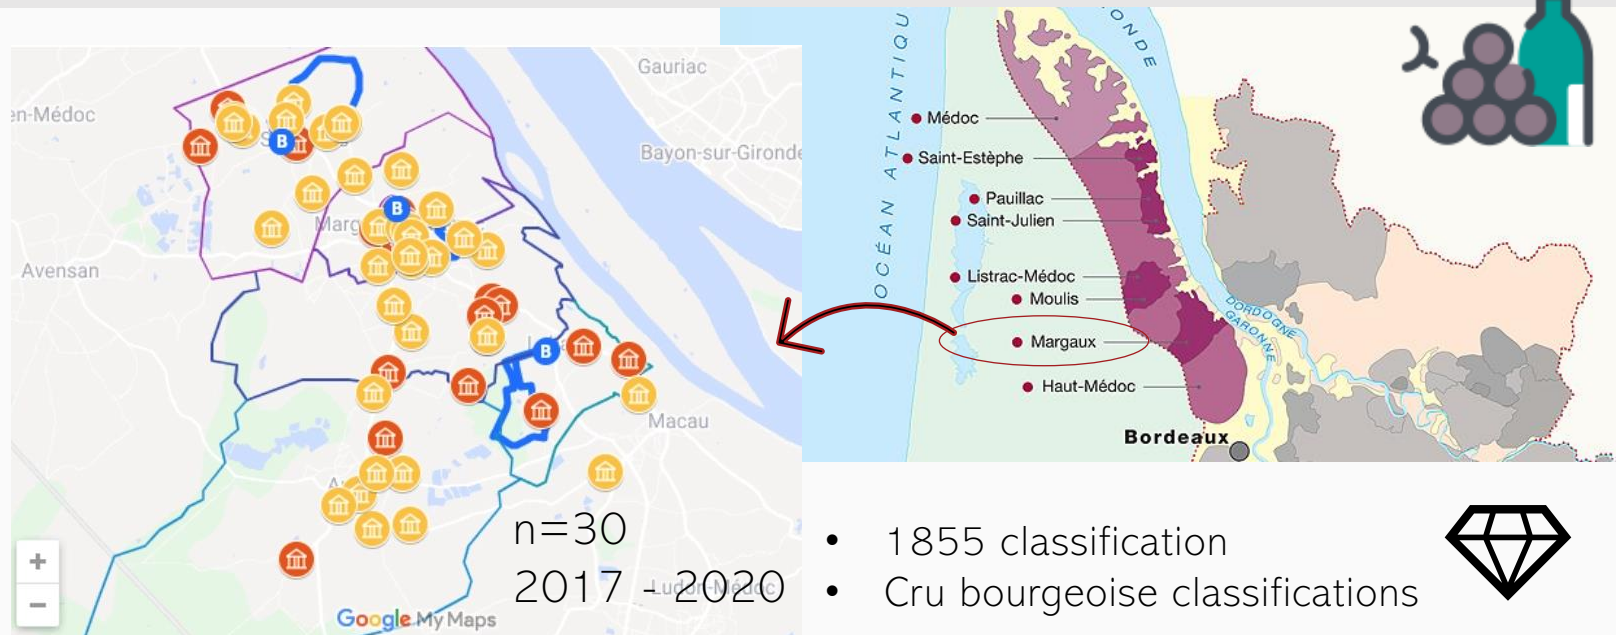 Gauriac
en-Médoc
Bayon-sur-Gironde
Marg
Avensan
Macau
n=30
2017 - 2020
Ludon-Médoc
+
−
Google My Maps
B
B
B
OCÉAN ATLANTIQU
ONDE
Médoc
Saint-Estèphe
Pauillac
Saint-Julien
Listrac-Médoc
Moulis
Margaux
Haut-Médoc
DORDOGNE
GARONNE
Bordeaux
• 1855 classification
• Cru bourgeoise classifications